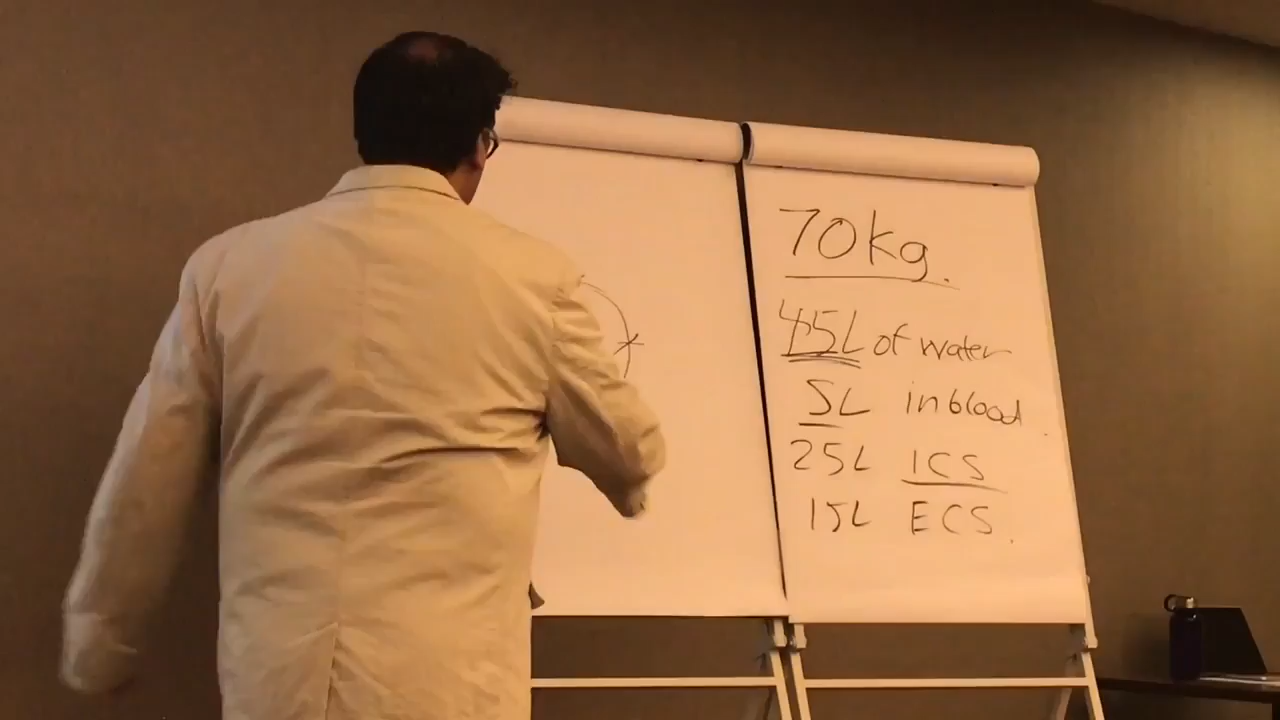 70kg.
45L of water
5L in blood
25L ICS
15L ECS.